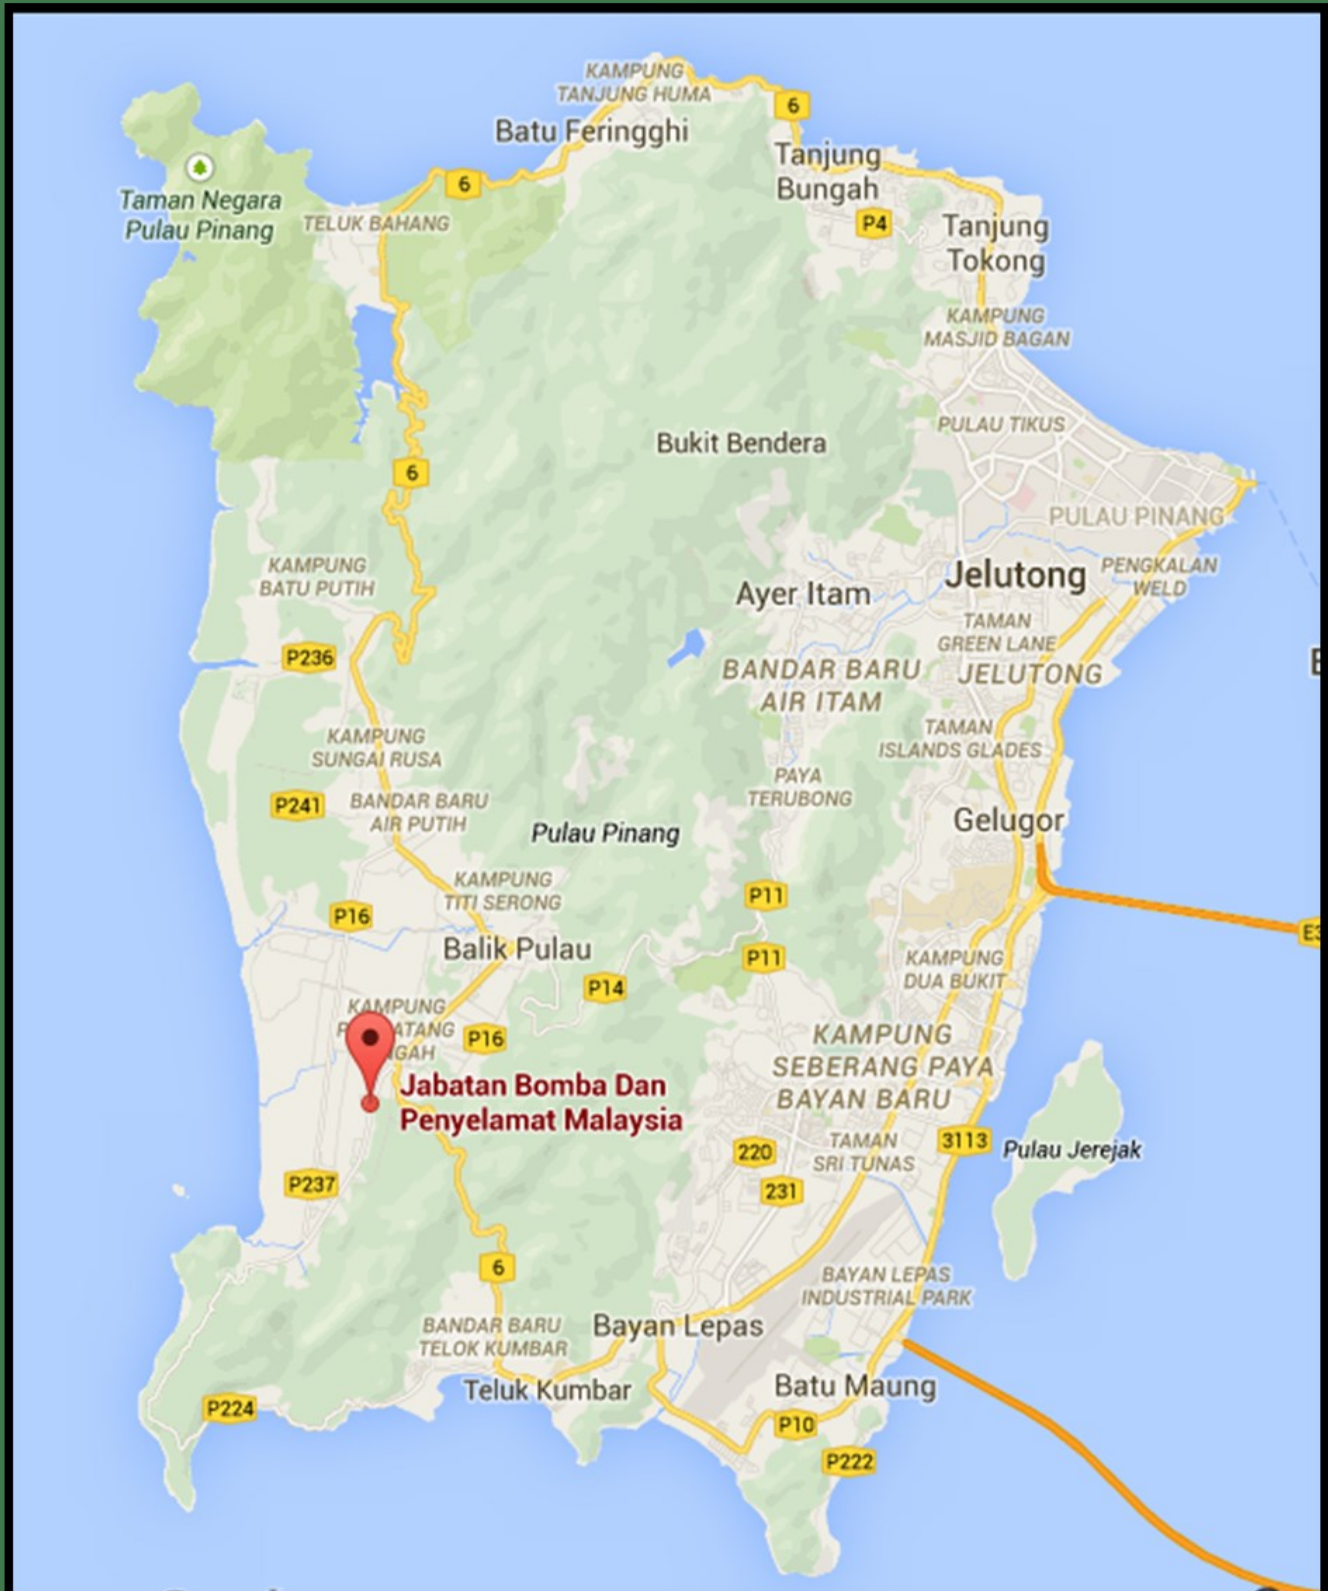 KAMPUNG
TANJUNG HUMA
6
Batu Feringghi
Tanjung
Bungah
6
Taman Negara
Pulau Pinang
TELUK BAHANG
P4
Tanjung
Tokong
KAMPUNG
MASJID BAGAN
PULAU TIKUS
Bukit Bendera
6
PULAU PINANG
KAMPUNG
BATU PUTIH
Ayer Itam
Jelutong
PENGKALAN
WELD
TAMAN
GREEN LANE
P236
BANDAR BARU
AIR ITAM
JELUTONG
KAMPUNG
SUNGAI RUSA
TAMAN
ISLANDS GLADES
PAYA
TERUBONG
P241
BANDAR BARU
AIR PUTIH
Pulau Pinang
Gelugor
KAMPUNG
TITI SERONG
P11
P16
E3
Balik Pulau
P11
KAMPUNG
DUA BUKIT
P14
KAMPUNG
P16
KAMPUNG
SEBERANG PAYA
BAYAN BARU
Jabatan Bomba Dan
Penyelamat Malaysia
220
TAMAN
SRI TUNAS
3113
Pulau Jerejak
P237
231
6
BAYAN LEPAS
INDUSTRIAL PARK
BANDAR BARU
TELOK KUMBAR
Bayan Lepas
Teluk Kumbar
Batu Maung
P224
P10
P222